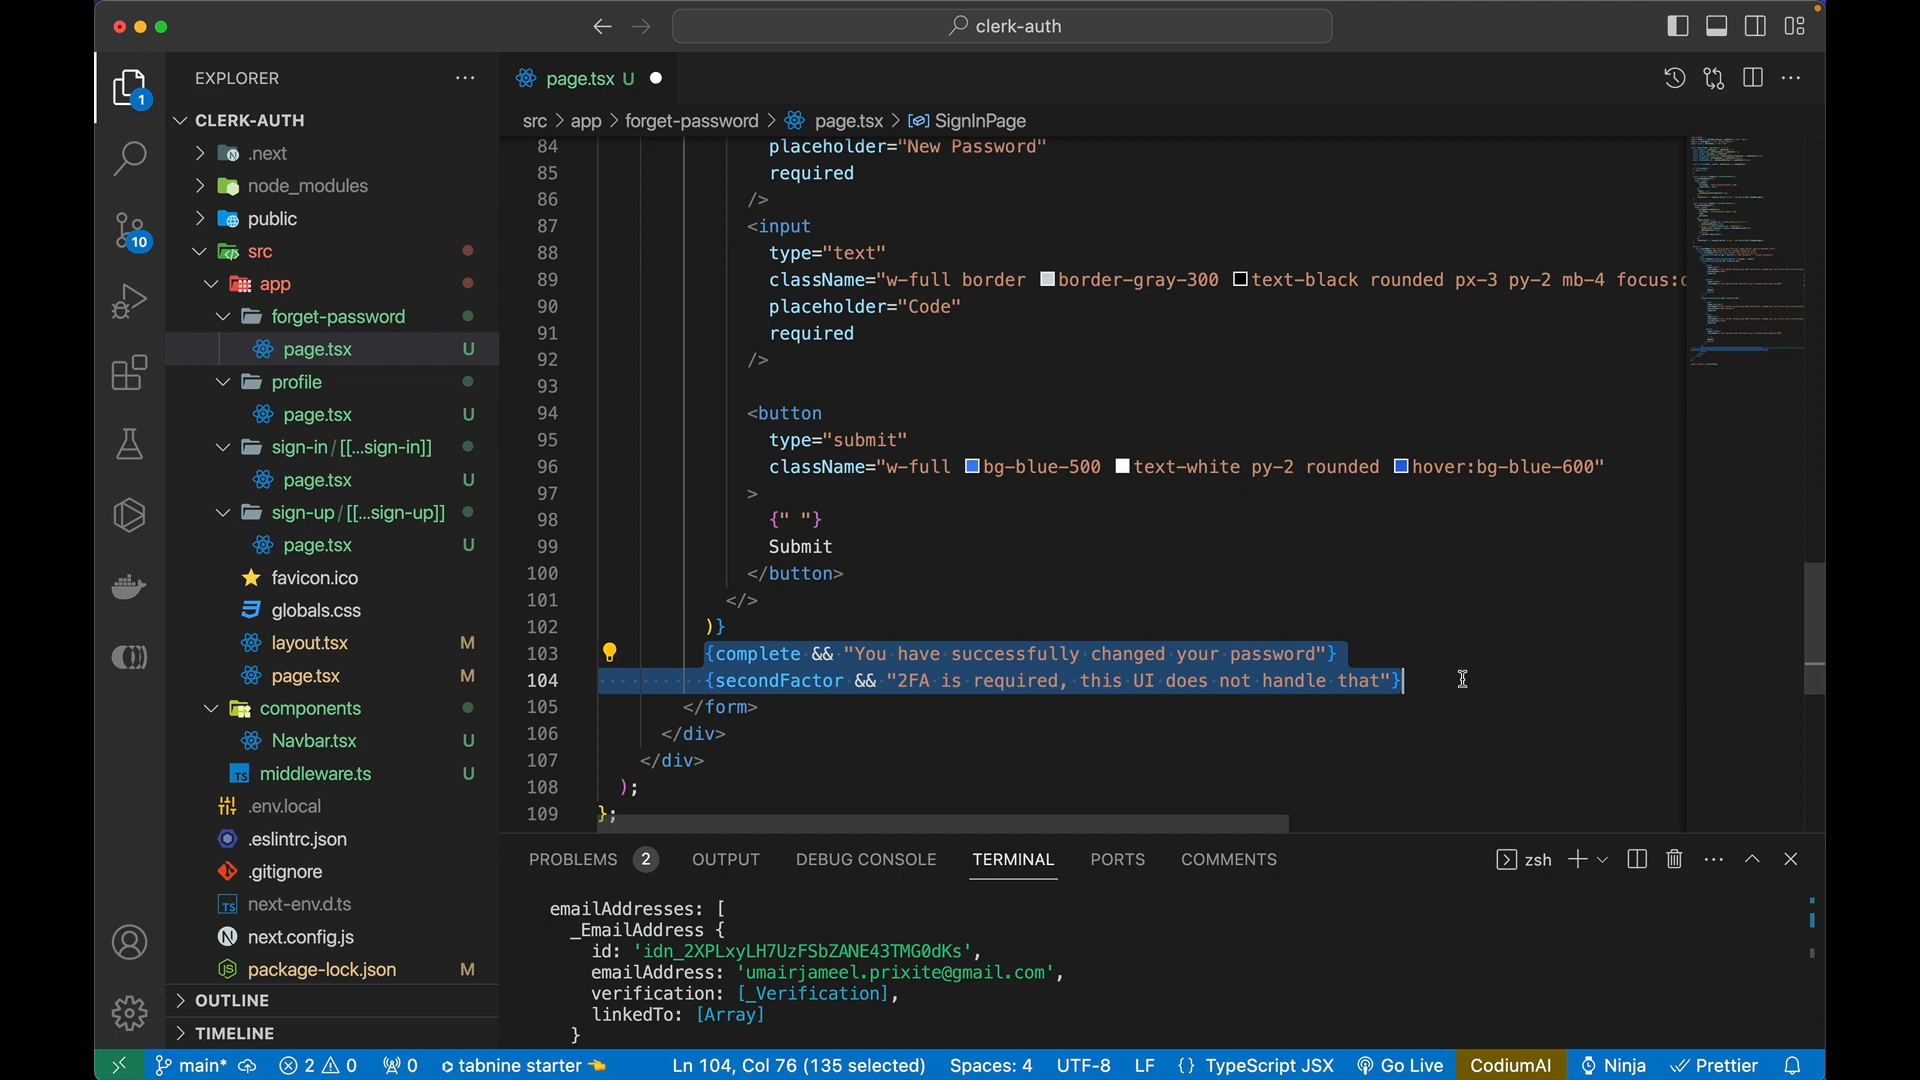 clerk-auth
EXPLORER
page.tsx U
1
CLERK-AUTH
src > app > forget-password > page.tsx > SignInPage
.next
node_modules
public
10
src
app
forget-password
page.tsx U
profile
page.tsx U
sign-in / [[...sign-in]]
page.tsx U
sign-up / [[...sign-up]]
page.tsx U
favicon.ico
globals.css
layout.tsx M
page.tsx M
components
Navbar.tsx U
middleware.ts U
.env.local
.eslintrc.json
.gitignore
next-env.d.ts
next.config.js
package-lock.json M
OUTLINE
TIMELINE
84 placeholder="New Password"
85 required
86 />
87 <input
88 type="text"
89 className="w-full border border-gray-300 text-black rounded px-3 py-2 mb-4 focus:
90 placeholder="Code"
91 required
92 />
93
94 <button
95 type="submit"
96 className="w-full bg-blue-500 text-white py-2 rounded hover:bg-blue-600"
97 >
98 {" "}
99 Submit
100 </button>
101 </>
102 )}
103 {complete && "You have successfully changed your password"}
104 {secondFactor && "2FA is required, this UI does not handle that"}
105 </form>
106 </div>
107 </div>
108 );
109 };
PROBLEMS 2 OUTPUT DEBUG CONSOLE TERMINAL PORTS COMMENTS zsh
emailAddresses: [
_EmailAddress {
id: 'idn_2XPLxyLH7UzFSbZANE43TMG0dKs',
emailAddress: 'umairjameel.prixite@gmail.com',
verification: [_Verification],
linkedTo: [Array]
}
main* 2 0 0 tabnine starter Ln 104, Col 76 (135 selected) Spaces: 4 UTF-8 LF {} TypeScript JSX Go Live CodiumAI Ninja Prettier